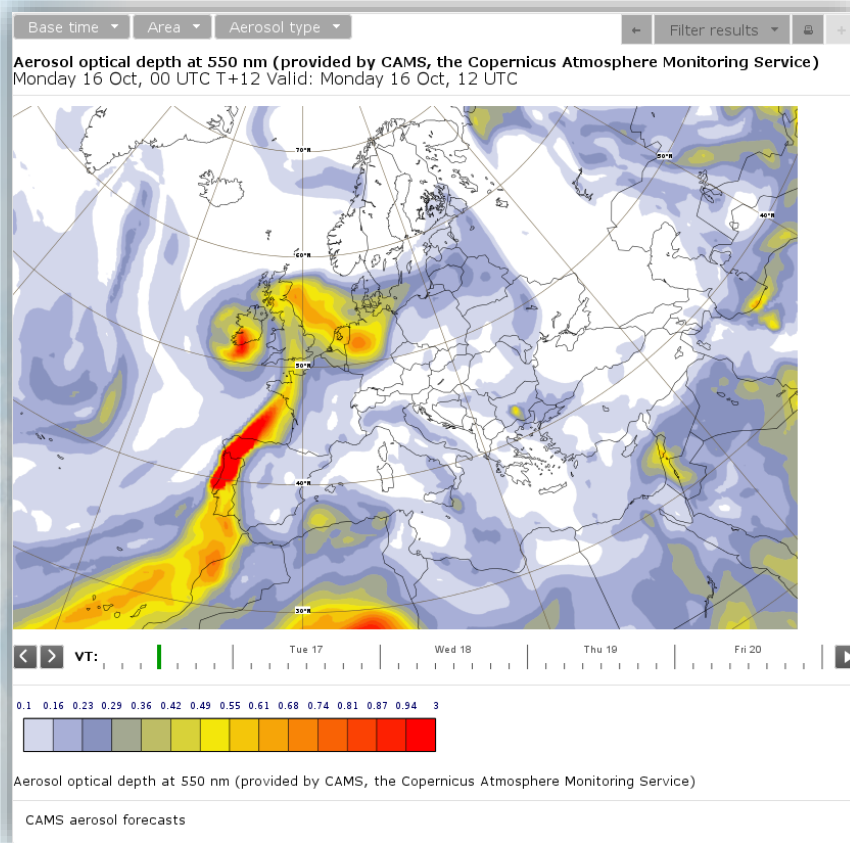 Base time Area Aerosol type Filter results
Aerosol optical depth at 550 nm (provided by CAMS, the Copernicus Atmosphere Monitoring Service)
Monday 16 Oct, 00 UTC T+12 Valid: Monday 16 Oct, 12 UTC
70°N
50°N
40°N
60°N
50°N
40°N
30°N
VT: Tue 17 Wed 18 Thu 19 Fri 20
0.1 0.16 0.23 0.29 0.36 0.42 0.49 0.55 0.61 0.68 0.74 0.81 0.87 0.94 3
Aerosol optical depth at 550 nm (provided by CAMS, the Copernicus Atmosphere Monitoring Service)
CAMS aerosol forecasts